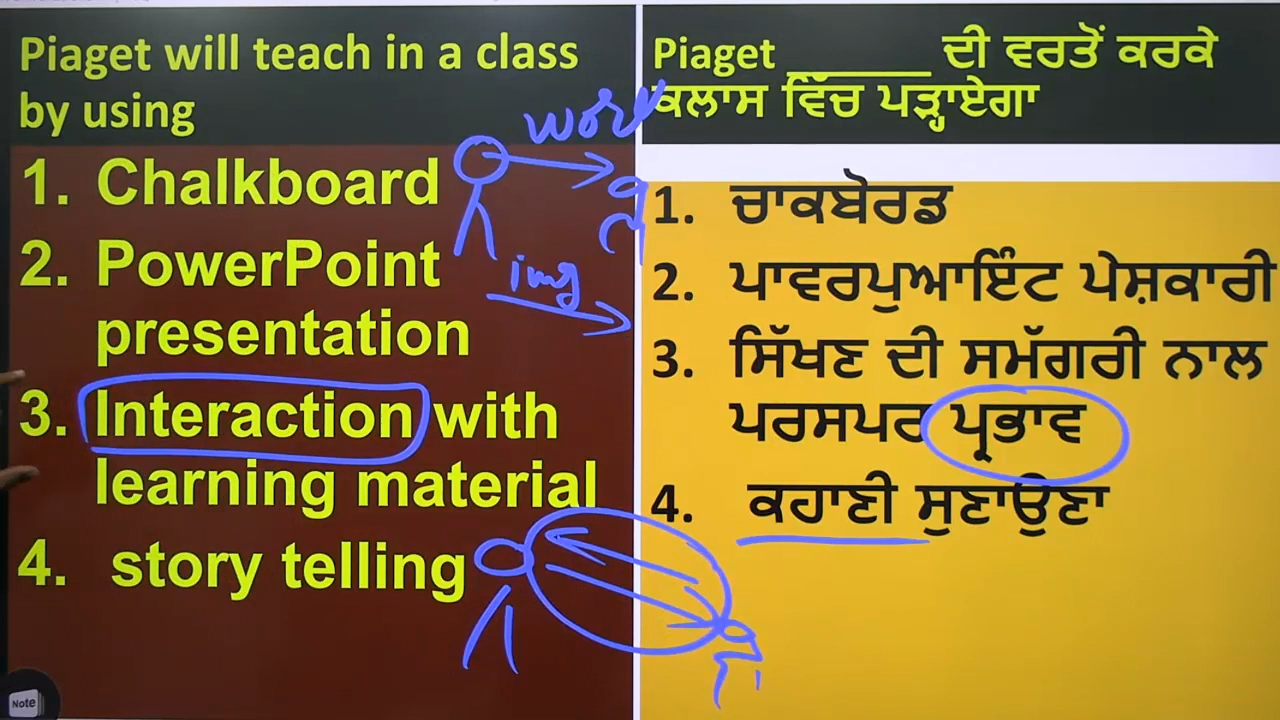 Piaget will teach in a class
by using
1. Chalkboard
2. PowerPoint
presentation
3. Interaction with
learning material
4. story telling
work
img
Piaget ________ ਦੀ ਵਰਤੋਂ ਕਰਕੇ
ਕਲਾਸ ਵਿੱਚ ਪੜ੍ਹਾਏਗਾ
1. ਚਾਕਬੋਰਡ
2. ਪਾਵਰਪੁਆਇੰਟ ਪੇਸ਼ਕਾਰੀ
3. ਸਿੱਖਣ ਦੀ ਸਮੱਗਰੀ ਨਾਲ
ਪਰਸਪਰ ਪ੍ਰਭਾਵ
4. ਕਹਾਣੀ ਸੁਣਾਉਣਾ
Note